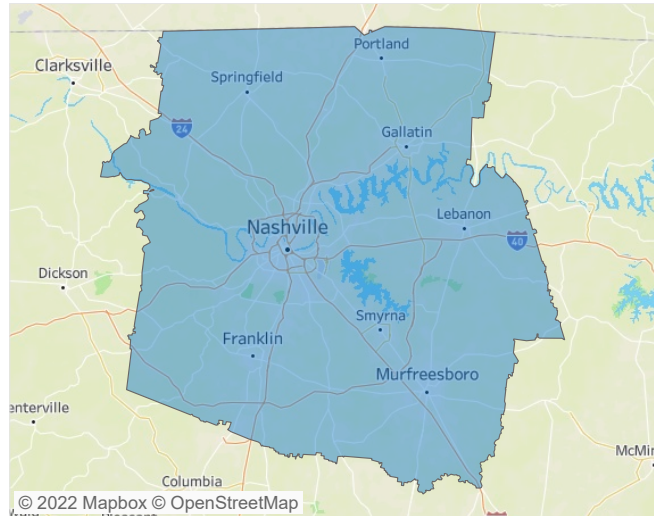 Portland
Clarksville
Springfield
24
Gallatin
Lebanon
Nashville
40
Dickson
Smyrna
Franklin
Murfreesboro
enterville
McMin
Columbia
© 2022 Mapbox © OpenStreetMap